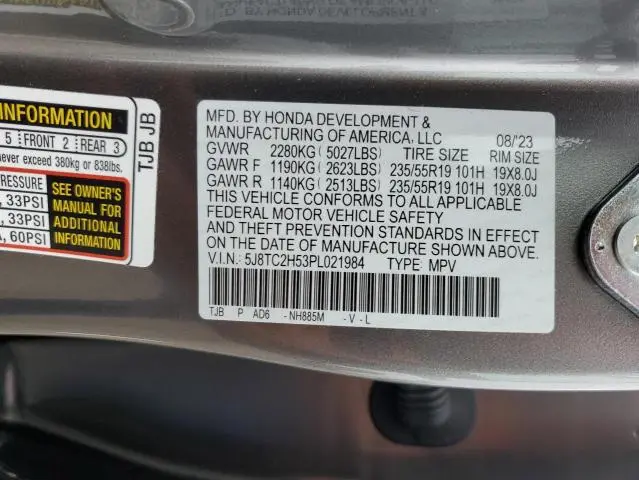 INFORMATION
5 FRONT 2 REAR 3
never exceed 380kg or 838lbs.
PRESSURE
, 33PSI
, 33PSI
A, 60PSI
SEE OWNER'S
MANUAL FOR
ADDITIONAL
INFORMATION
TJB JB
MFD. BY HONDA DEVELOPMENT &
MANUFACTURING OF AMERICA, LLC 08/'23
GVWR 2280KG (5027LBS) TIRE SIZE RIM SIZE
GAWR F 1190KG (2623LBS) 235/55R19 101H 19X8.0J
GAWR R 1140KG (2513LBS) 235/55R19 101H 19X8.0J
THIS VEHICLE CONFORMS TO ALL APPLICABLE
FEDERAL MOTOR VEHICLE SAFETY
AND THEFT PREVENTION STANDARDS IN EFFECT
ON THE DATE OF MANUFACTURE SHOWN ABOVE.
V.I.N.: 5J8TC2H53PL021984 TYPE: MPV
TJB P AD6 -NH885M -V-L